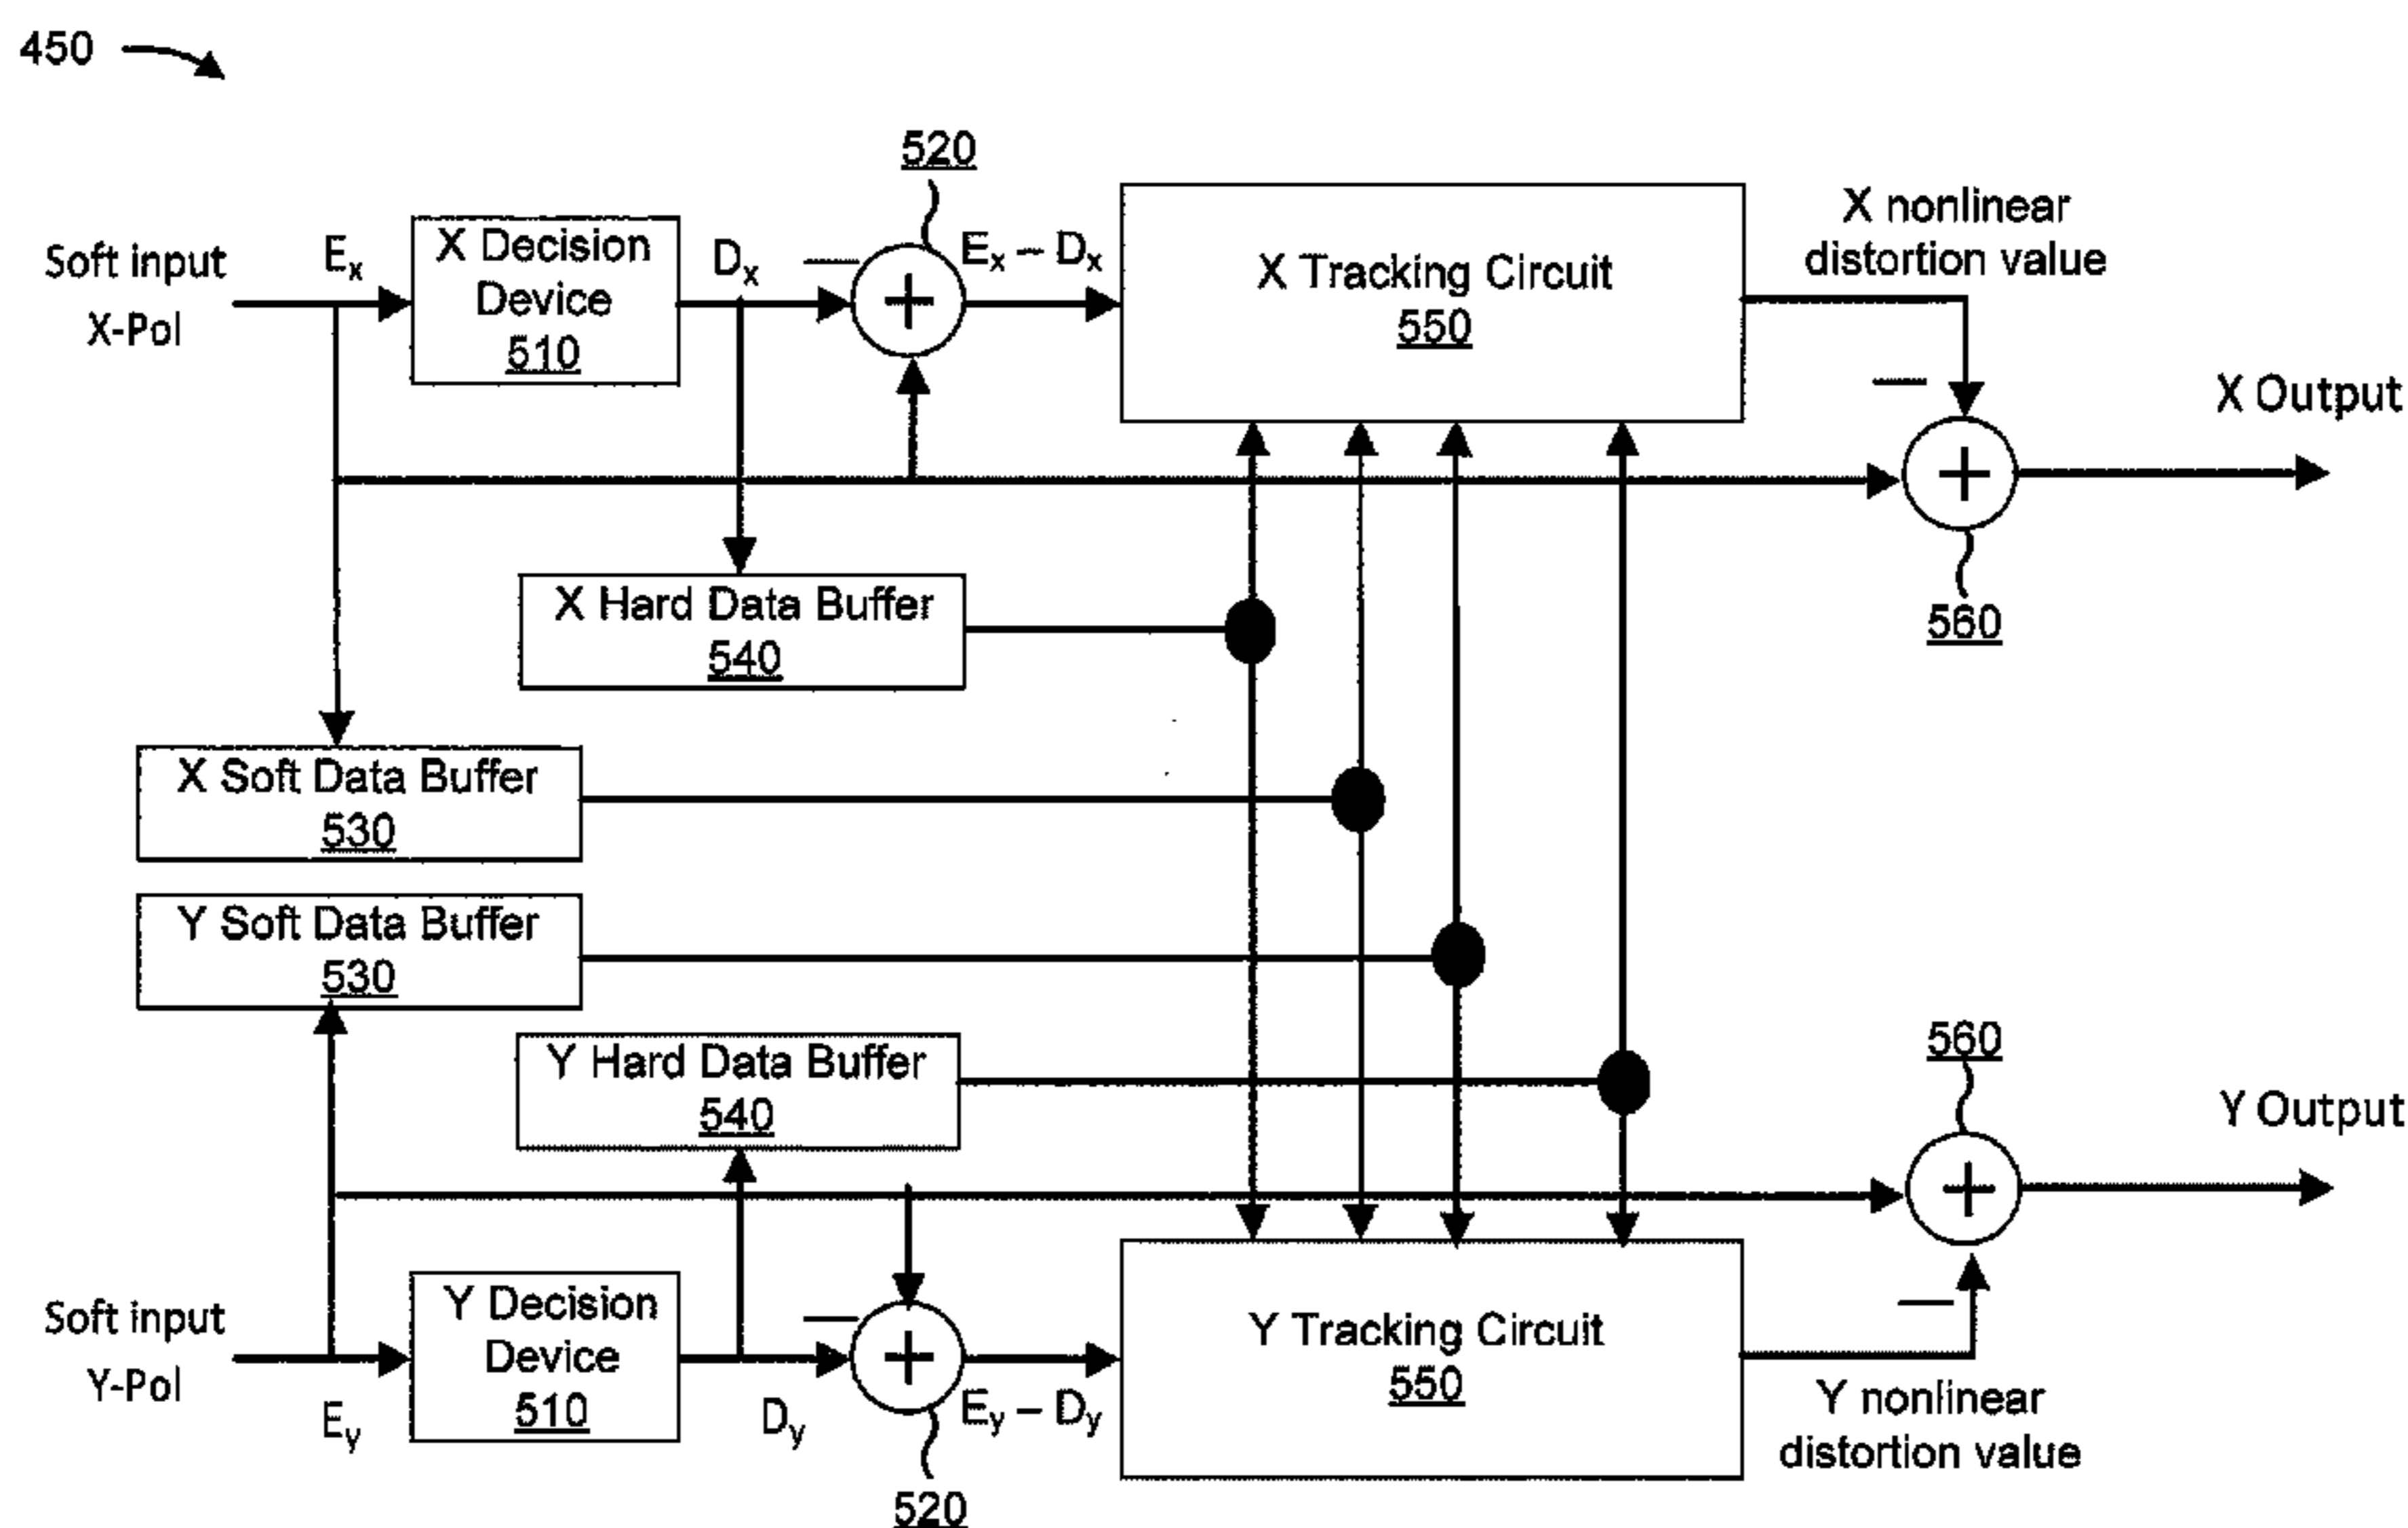 450
520
Soft input
X-Pol
Eₓ
X Decision
Device
510
Dₓ
—
+
Eₓ – Dₓ
X Tracking Circuit
550
X nonlinear
distortion value
—
+
X Output
560
X Hard Data Buffer
540
X Soft Data Buffer
530
Y Soft Data Buffer
530
Y Hard Data Buffer
540
560
+
Y Output
Soft input
Y-Pol
Ey
Y Decision
Device
510
Dy
—
+
Ey – Dy
520
Y Tracking Circuit
550
—
Y nonlinear
distortion value